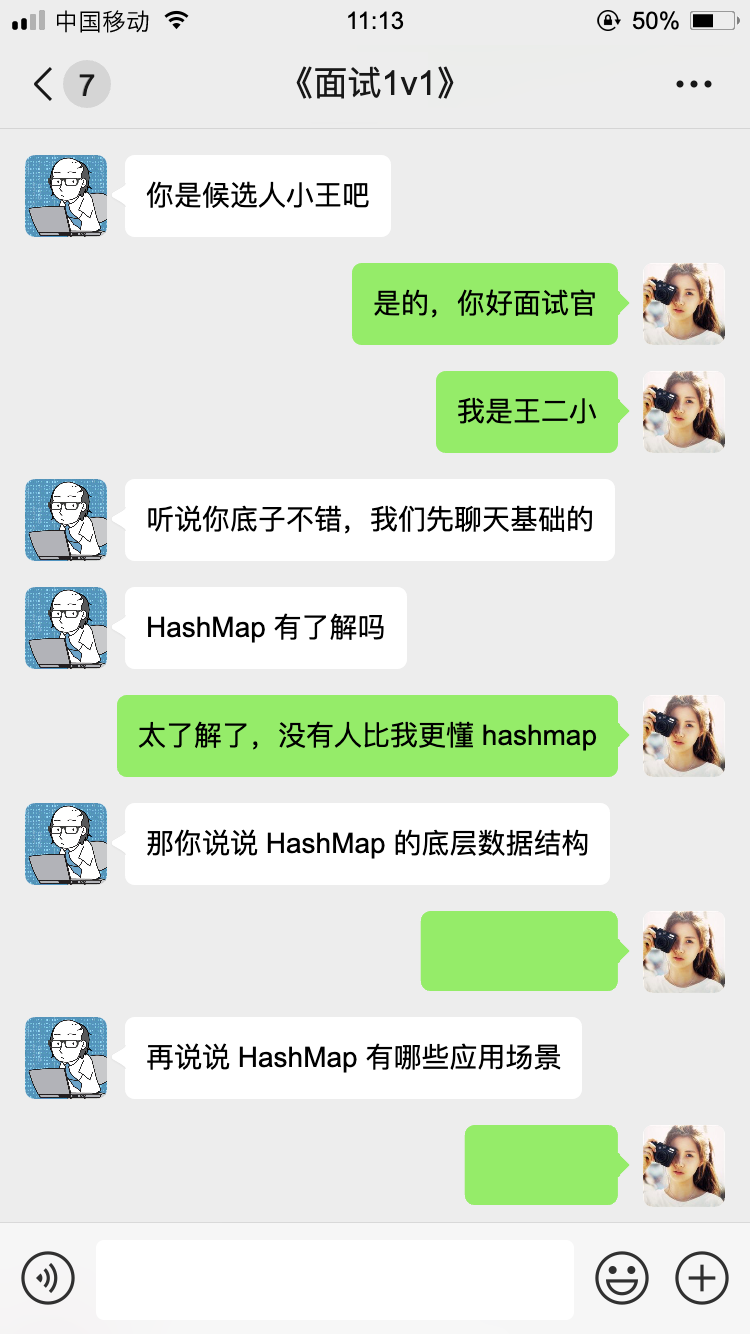 中国移动 11:13 50%
7 《面试1v1》
你是候选人小王吧
是的，你好面试官
我是王二小
听说你底子不错，我们先聊天基础的
HashMap 有了解吗
太了解了，没有人比我更懂 hashmap
那你说说 HashMap 的底层数据结构
再说说 HashMap 有哪些应用场景